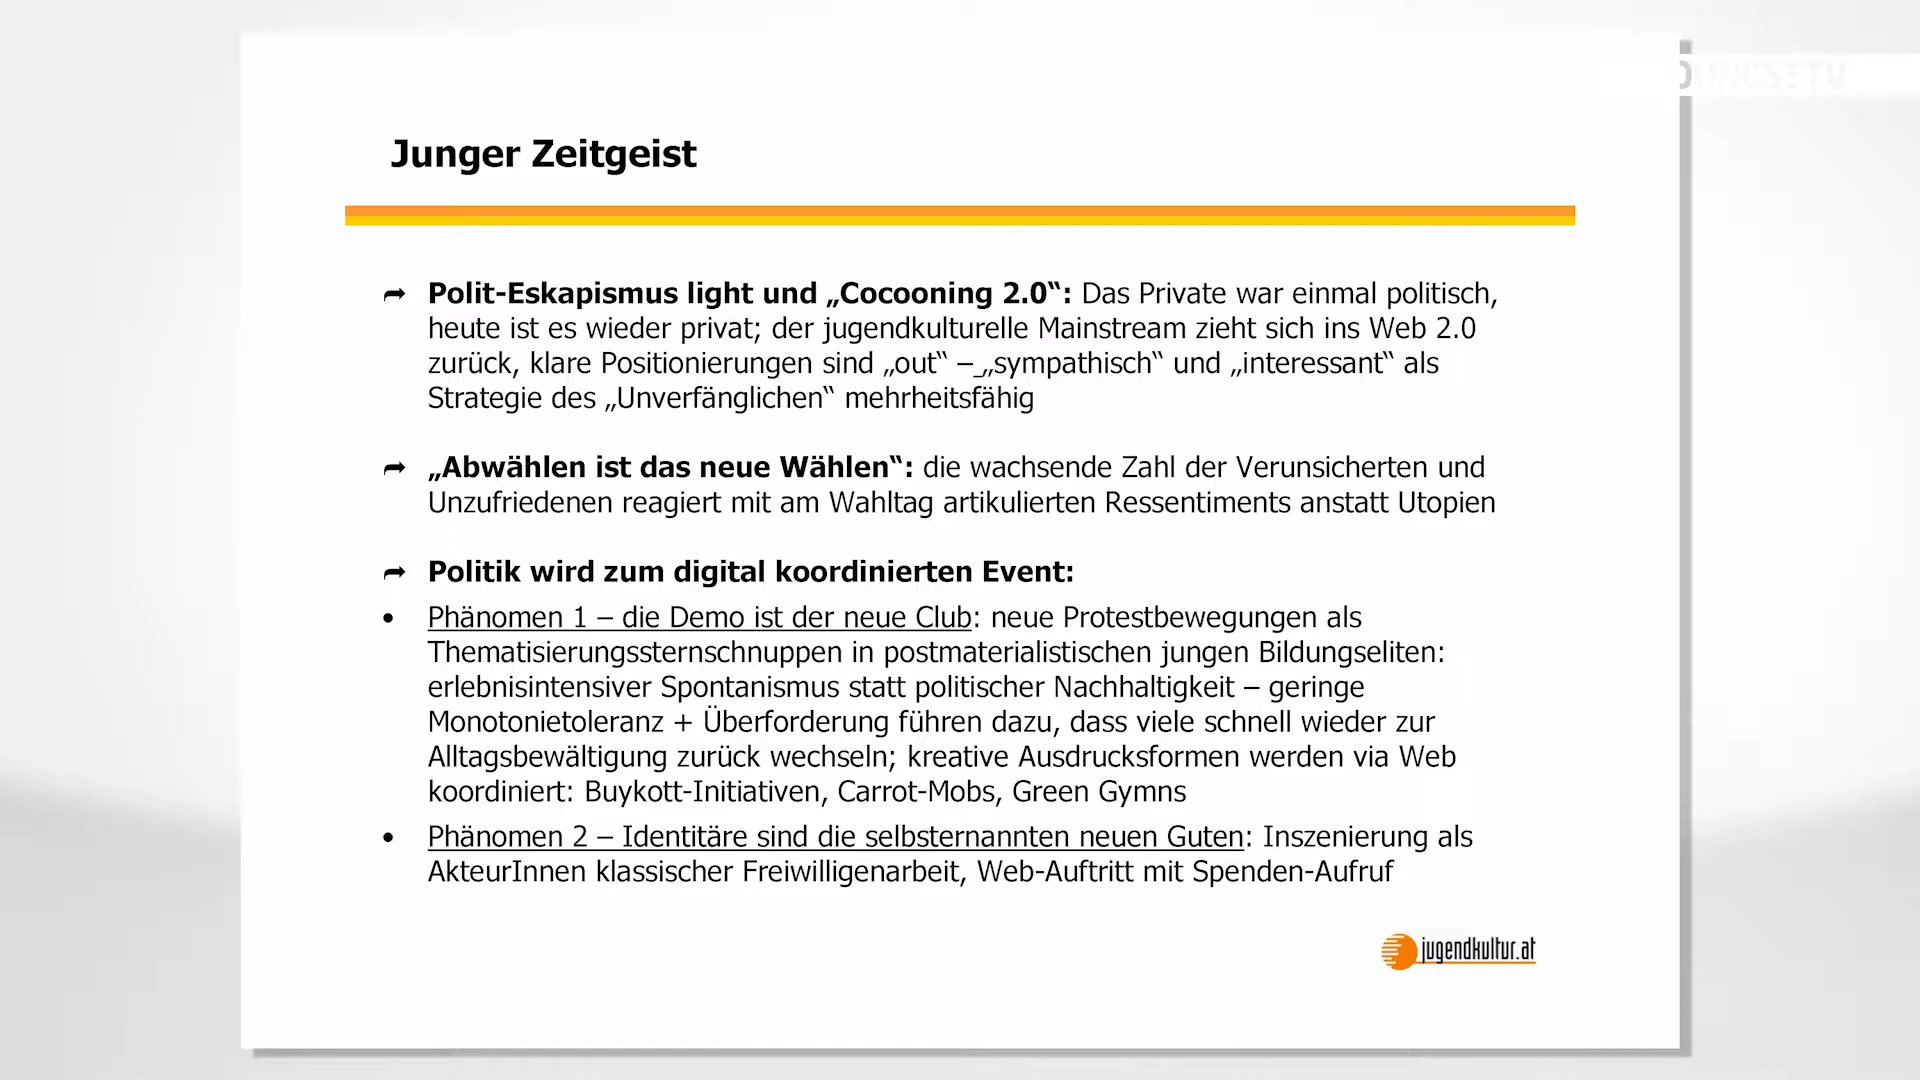 Junger Zeitgeist
➦ Polit-Eskapismus light und „Cocooning 2.0“: Das Private war einmal politisch,
heute ist es wieder privat; der jugendkulturelle Mainstream zieht sich ins Web 2.0
zurück, klare Positionierungen sind „out“ –_„sympathisch“ und „interessant“ als
Strategie des „Unverfänglichen“ mehrheitsfähig
➦ „Abwählen ist das neue Wählen“: die wachsende Zahl der Verunsicherten und
Unzufriedenen reagiert mit am Wahltag artikulierten Ressentiments anstatt Utopien
➦ Politik wird zum digital koordinierten Event:
• Phänomen 1 – die Demo ist der neue Club: neue Protestbewegungen als
Thematisierungssternschnuppen in postmaterialistischen jungen Bildungseliten:
erlebnisintensiver Spontanismus statt politischer Nachhaltigkeit – geringe
Monotonietoleranz + Überforderung führen dazu, dass viele schnell wieder zur
Alltagsbewältigung zurück wechseln; kreative Ausdrucksformen werden via Web
koordiniert: Buykott-Initiativen, Carrot-Mobs, Green Gyms
• Phänomen 2 – Identitäre sind die selbsternannten neuen Guten: Inszenierung als
AkteurInnen klassischer Freiwilligenarbeit, Web-Auftritt mit Spenden-Aufruf
jugendkultur.at